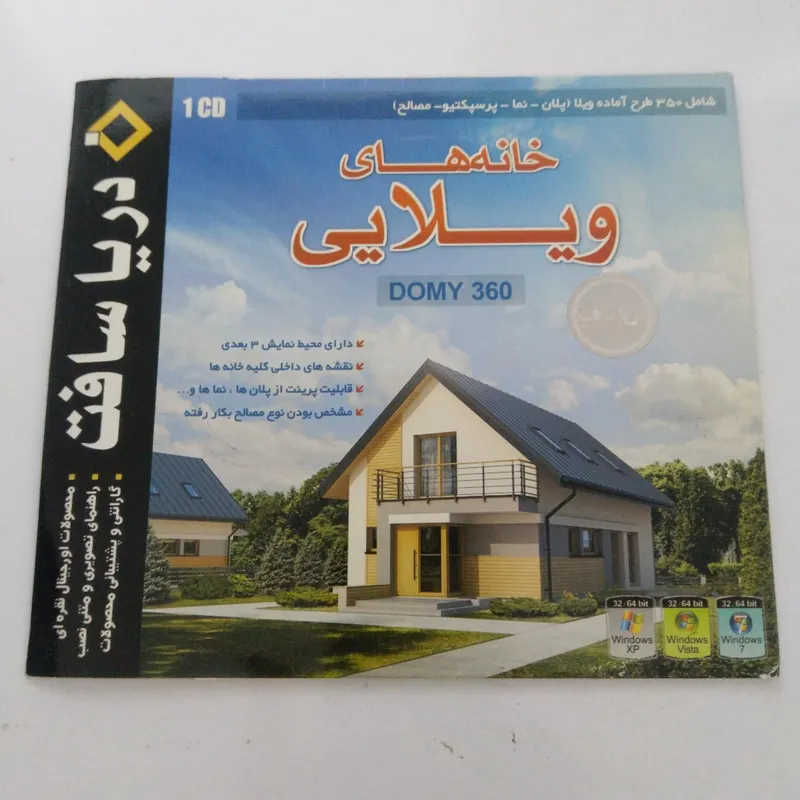 شامل ۳۵۰ طرح آماده ویلا (پلان - نما - پرسپکتیو- مصالح)
1 CD
خانه‌های
ویلایی
DOMY 360
دریا سافت
دارای محیط نمایش ۳ بعدی
نقشه های داخلی کلیه خانه ها
قابلیت پرینت از پلان ها ، نما ها و...
مشخص بودن نوع مصالح بکار رفته
دریا سافت
محصولات اورجینال نقره ای
راهنمای تصویری و متنی نصب
گارانتی و پشتیبانی محصولات
32/64 bit
Windows
XP
32/64 bit
Windows
Vista
32/64 bit
Windows
7